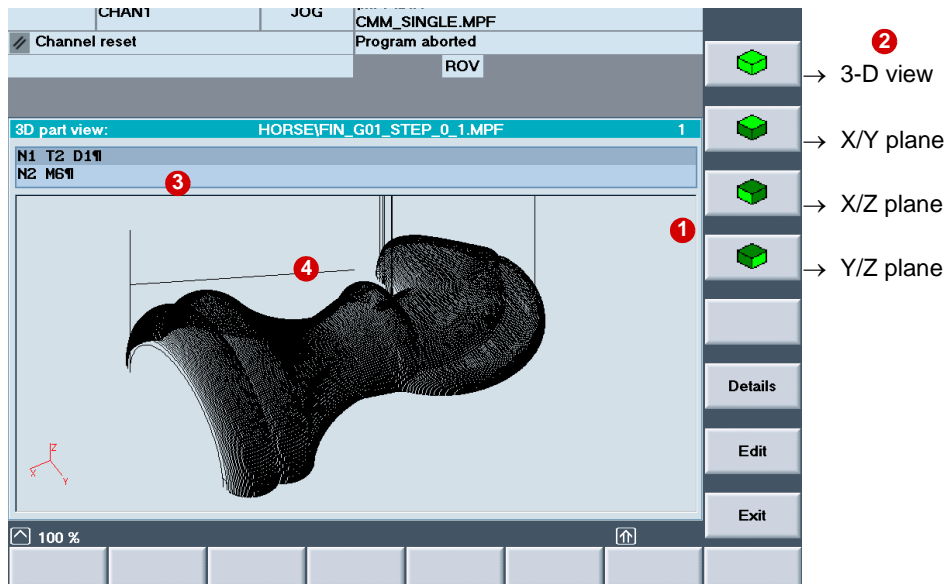 CHAN1 JOG
CMM_SINGLE.MPF
Channel reset Program aborted
ROV
2
→ 3-D view
3D part view: HORSE\FIN_G01_STEP_0_1.MPF 1
→ X/Y plane
N1 T2 D1¶
N2 M6¶
3
→ X/Z plane
1
4
→ Y/Z plane
Details
Edit
Z
X
Y
Exit
100 %